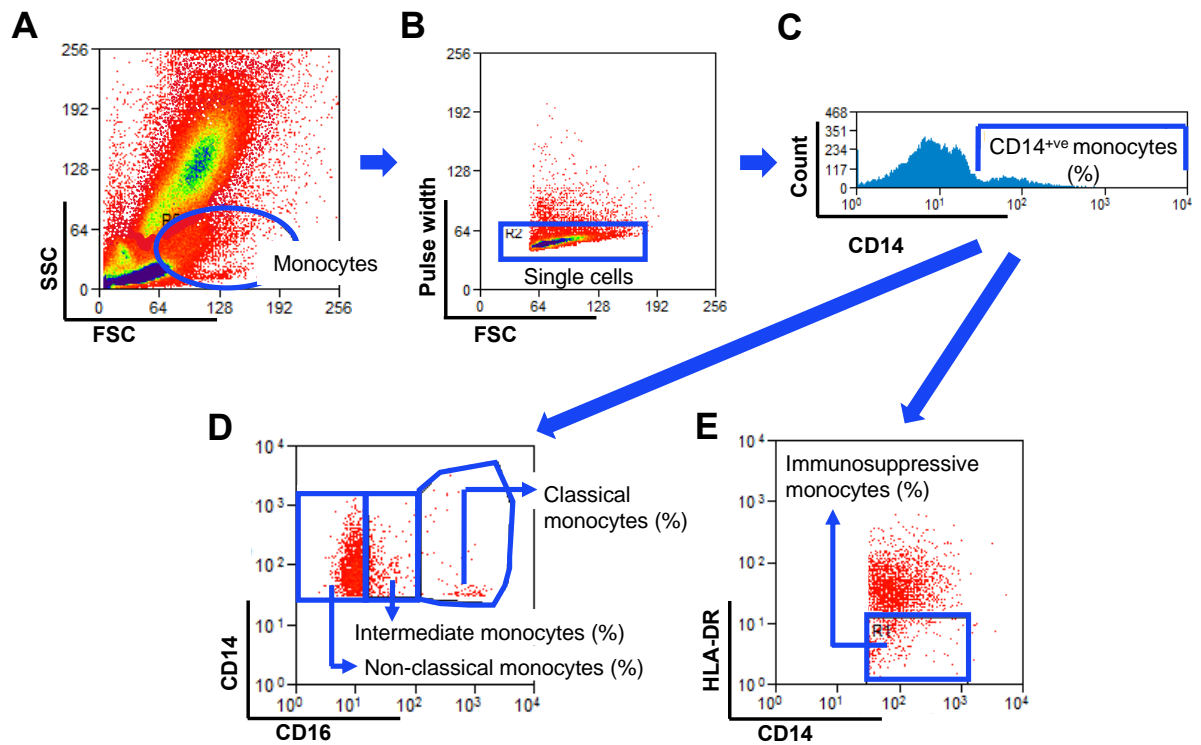 A
256
192
128
64
0
SSC
R2
Monocytes
0 64 128 192 256
FSC
B
256
192
128
64
0
Pulse width
R2
Single cells
0 64 128 192 256
FSC
C
468
351
234
117
0
Count
CD14+ve monocytes
(%)
10^0 10^1 10^2 10^3 10^4
CD14
D
10^4
10^3
10^2
10^1
10^0
CD14
Classical
monocytes (%)
Intermediate monocytes (%)
Non-classical monocytes (%)
10^0 10^1 10^2 10^3 10^4
CD16
E
10^4
10^3
10^2
10^1
10^0
HLA-DR
Immunosuppressive
monocytes (%)
R1
10^0 10^1 10^2 10^3 10^4
CD14